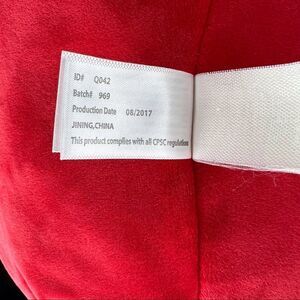 ID# Q042
Batch# 969
Production Date 08/2017
JINING,CHINA
This product complies with all CPSC regulations